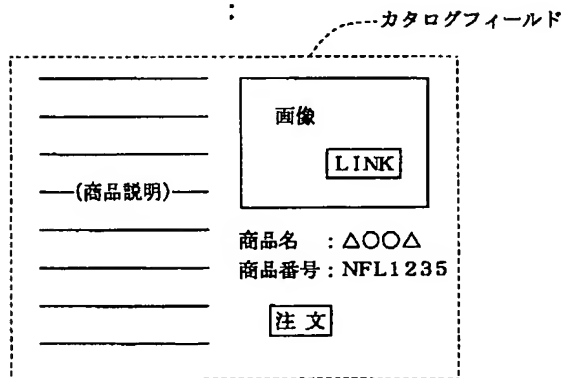 カタログフィールド
(商品説明)
画像
LINK
商品名 : △〇〇△
商品番号 : NFL1235
注文